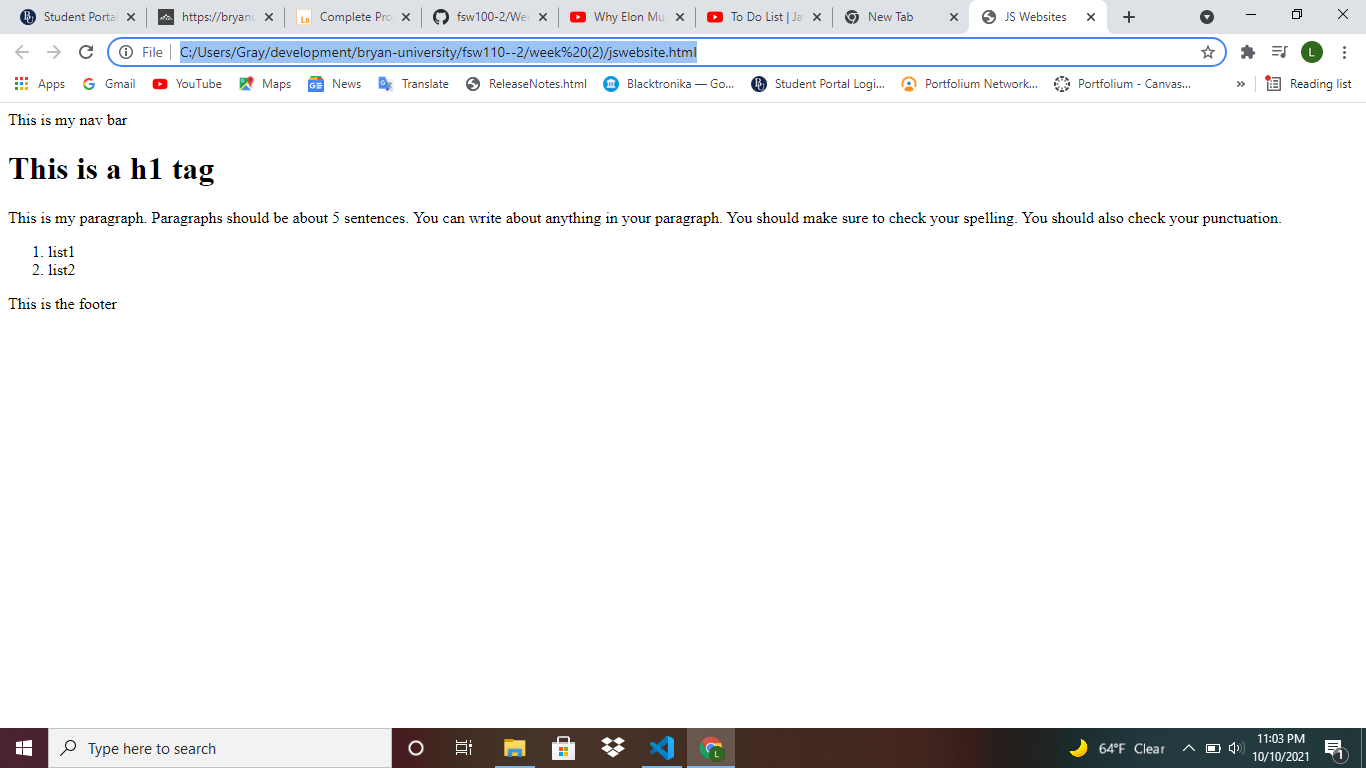 Student Portal
https://bryanu
Complete Pro
fsw100-2/We
Why Elon Mu
To Do List | Ja
New Tab
JS Websites
File
C:/Users/Gray/development/bryan-university/fsw110--2/week%20(2)/jswebsite.html
L
Apps
Gmail
YouTube
Maps
News
Translate
ReleaseNotes.html
Blacktronika — Go...
Student Portal Logi...
Portfolium Network...
Portfolium - Canvas...
»
Reading list
This is my nav bar
This is a h1 tag
This is my paragraph. Paragraphs should be about 5 sentences. You can write about anything in your paragraph. You should make sure to check your spelling. You should also check your punctuation.
1. list1
2. list2
This is the footer
Type here to search
L
64°F Clear
11:03 PM
10/10/2021
1